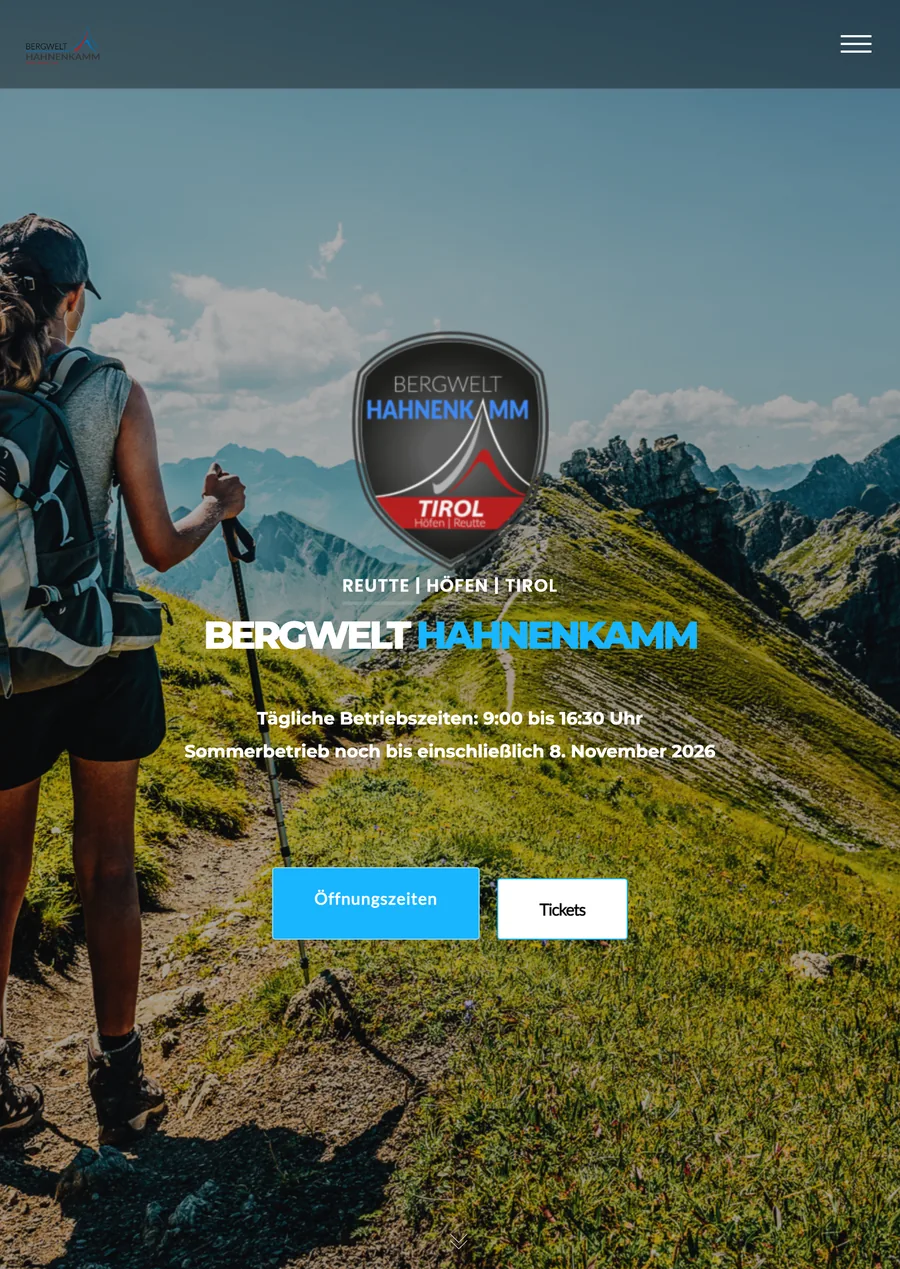 BERGWELT
HAHNENKAMM
BERGWELT
HAHNENKAMM
TIROL
Höfen | Reutte
REUTTE | HÖFEN | TIROL
BERGWELT HAHNENKAMM
Tägliche Betriebszeiten: 9:00 bis 16:30 Uhr
Sommerbetrieb noch bis einschließlich 8. November 2026
Öffnungszeiten
Tickets